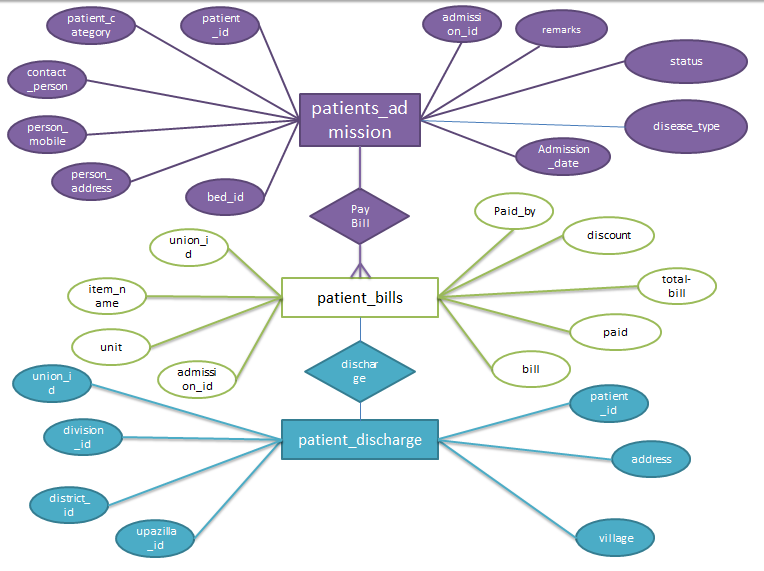 patient_c
ategory
patient
_id
admissi
on_id
remarks
status
contact
_person
patients_ad
mission
person_
mobile
disease_type
Admission
_date
person_
address
bed_id
Pay
Bill
Paid_by
discount
union_i
d
total-
bill
item_n
ame
patient_bills
unit
paid
admissi
on_id
bill
dischar
ge
union_i
d
patient
_id
division
_id
patient_discharge
address
district_
id
upazilla
_id
village